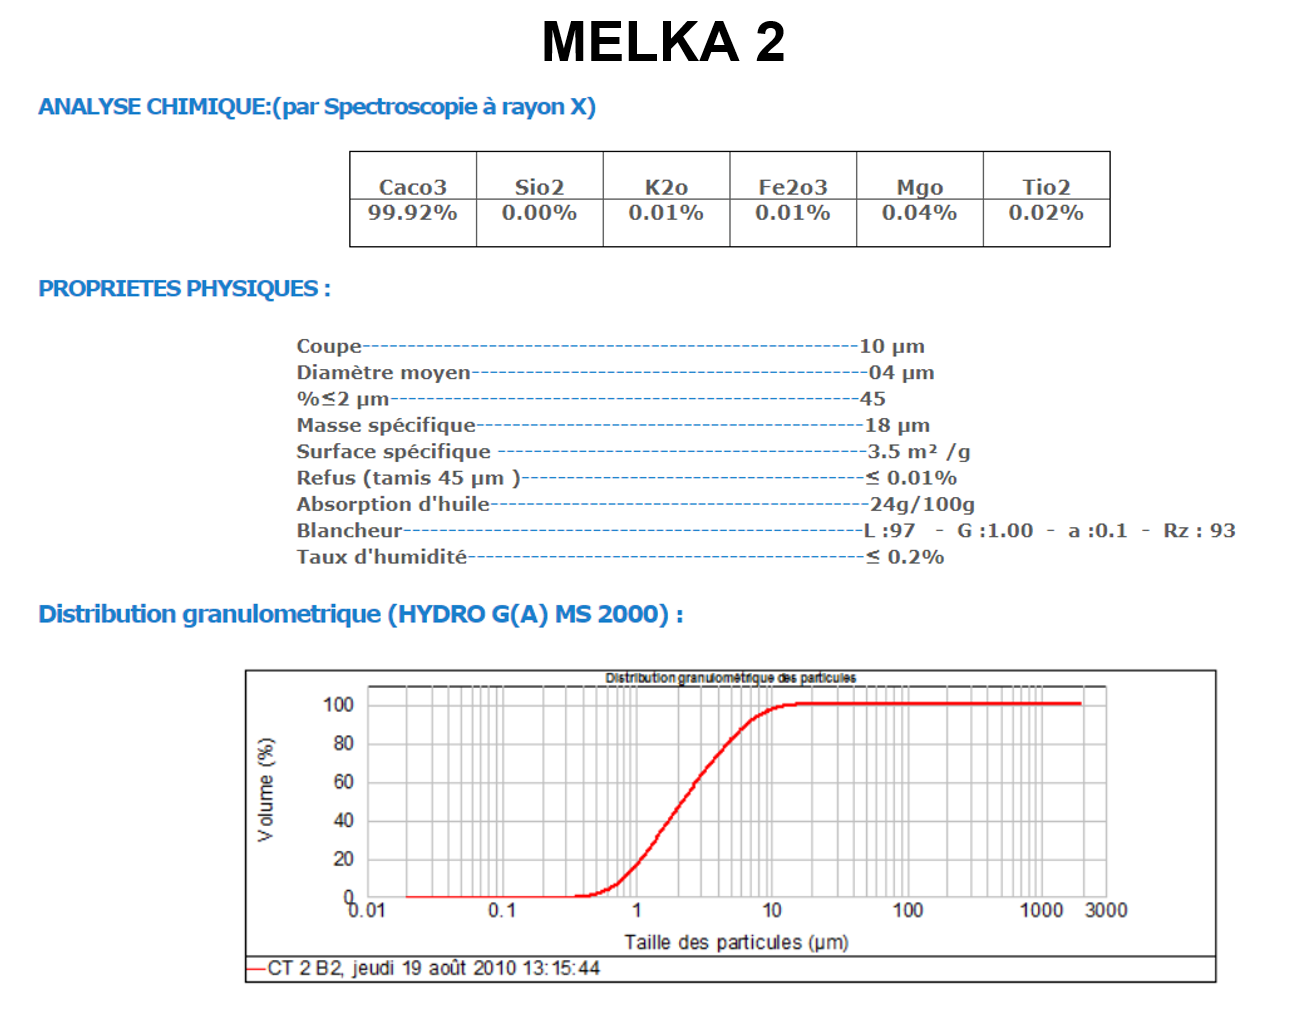 MELKA 2
ANALYSE CHIMIQUE:(par Spectroscopie à rayon X)
Caco3 Sio2 K2o Fe2o3 Mgo Tio2
99.92% 0.00% 0.01% 0.01% 0.04% 0.02%
PROPRIETES PHYSIQUES :
Coupe-------------------------------------------------------10 µm
Diamètre moyen--------------------------------------------04 µm
%≤2 µm----------------------------------------------------45
Masse spécifique-------------------------------------------18 µm
Surface spécifique -----------------------------------------3.5 m² /g
Refus (tamis 45 µm )--------------------------------------≤ 0.01%
Absorption d'huile------------------------------------------24g/100g
Blancheur---------------------------------------------------L :97 - G :1.00 - a :0.1 - Rz : 93
Taux d'humidité--------------------------------------------≤ 0.2%
Distribution granulometrique (HYDRO G(A) MS 2000) :
Distribution granulométrique des particules
Volume (%)
100
80
60
40
20
0
0.01 0.1 1 10 100 1000 3000
Taille des particules (µm)
CT 2 B2, jeudi 19 août 2010 13:15:44